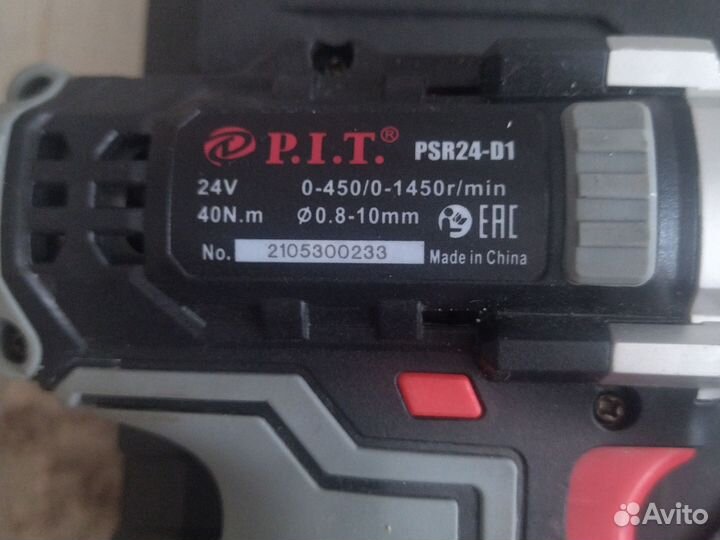 P.I.T.® PSR24-D1
24V 0-450/0-1450r/min
40N.m Ø0.8-10mm EAC
No. 2105300233 Made in China
Avito